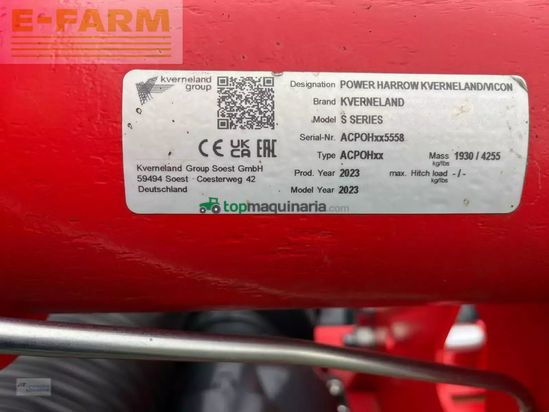 E-FARM
kverneland
group
Designation POWER HARROW KVERNELAND/VICON
Brand KVERNELAND
Model S SERIES
Serial-Nr. ACPOHxx5558
Type ACPOHxx Mass kg/lbs 1930 / 4255
Prod. Year 2023 max. Hitch load kg/lbs - / -
Model Year 2023
CE UK CA EAC
Kverneland Group Soest GmbH
59494 Soest Coesterweg 42
Deutschland
topmaquinaria.com